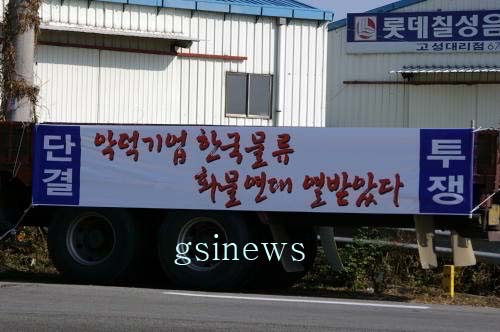 롯데칠성음
고성대리점
단결
악덕기업 한국물류
화물연대 열받았다
투쟁
gsinews